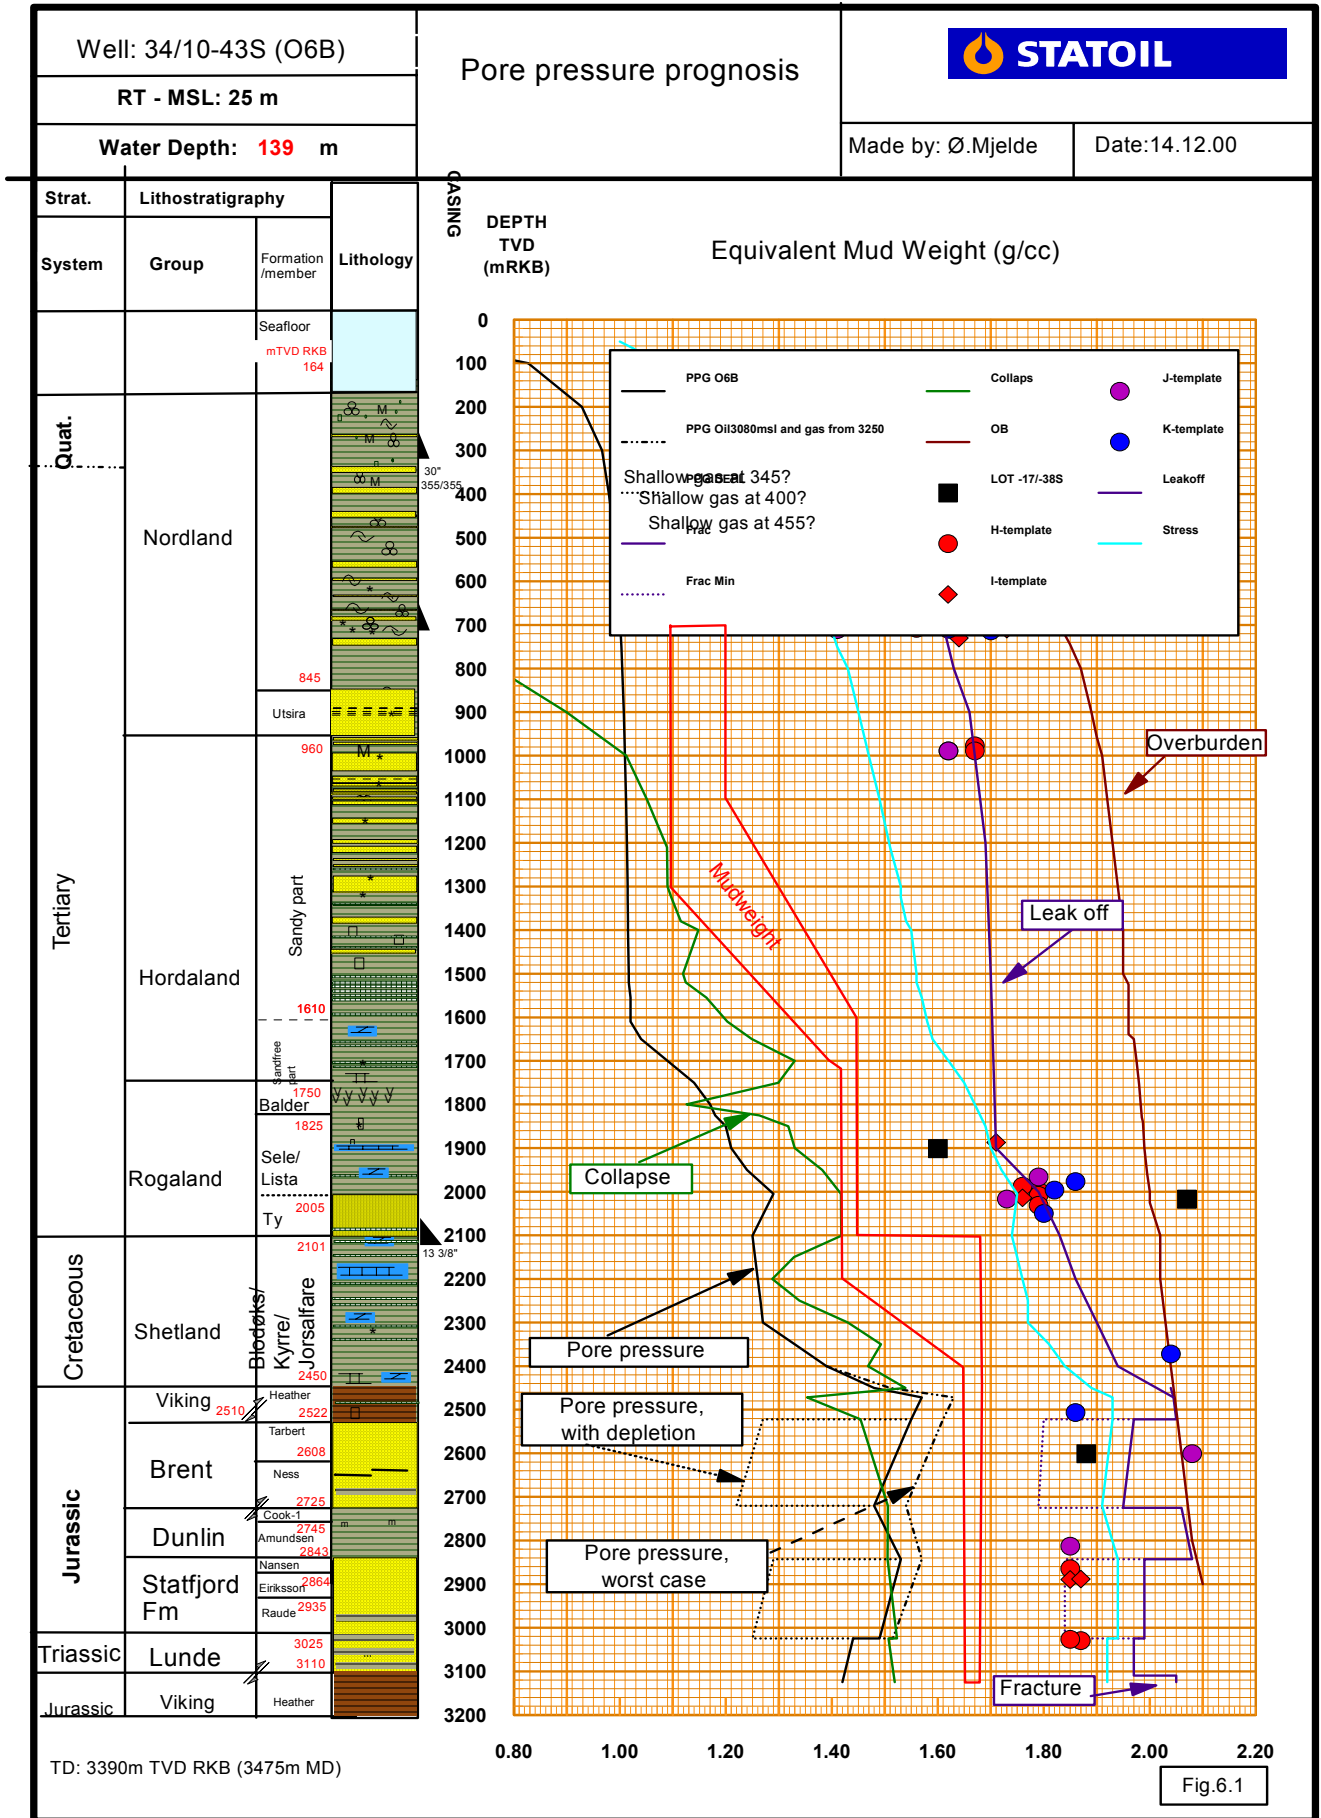 Well: 34/10-43S (O6B)
RT - MSL: 25 m
Water Depth: 139 m
Pore pressure prognosis
STATOIL
Made by: Ø.Mjelde
Date:14.12.00
Strat.
Lithostratigraphy
System
Group
Formation
/member
Lithology
CASING
DEPTH
TVD
(mRKB)
Equivalent Mud Weight (g/cc)
Seafloor
mTVD RKB
164
Quat.
Nordland
30"
355/355
845
Utsira
960
Tertiary
Sandy part
Hordaland
1610
Sandfree
part
1750
Balder
1825
Sele/
Lista
Rogaland
2005
Ty
2101
13 3/8"
Cretaceous
Shetland
Blodøks/
Kyrre/
Jorsalfare
2450
Viking
2510
Heather
2522
Tarbert
2608
Brent
Ness
2725
Jurassic
Cook-1
2745
Dunlin
Amundsen
2843
Nansen
2864
Statfjord
Fm
Eiriksson
Raude
2935
3025
Triassic
Lunde
3110
Jurassic
Viking
Heather
TD: 3390m TVD RKB (3475m MD)
0
100
200
300
400
500
600
700
800
900
1000
1100
1200
1300
1400
1500
1600
1700
1800
1900
2000
2100
2200
2300
2400
2500
2600
2700
2800
2900
3000
3100
3200
PPG O6B
Collaps
J-template
PPG Oil3080msl and gas from 3250
OB
K-template
Shallow gas at 345?
LOT -17/-38S
Leakoff
Shallow gas at 400?
Shallow gas at 455?
Frac
H-template
Stress
Frac Min
I-template
Overburden
Mudweight
Leak off
Collapse
Pore pressure
Pore pressure,
with depletion
Pore pressure,
worst case
Fracture
0.80 1.00 1.20 1.40 1.60 1.80 2.00 2.20
Fig.6.1